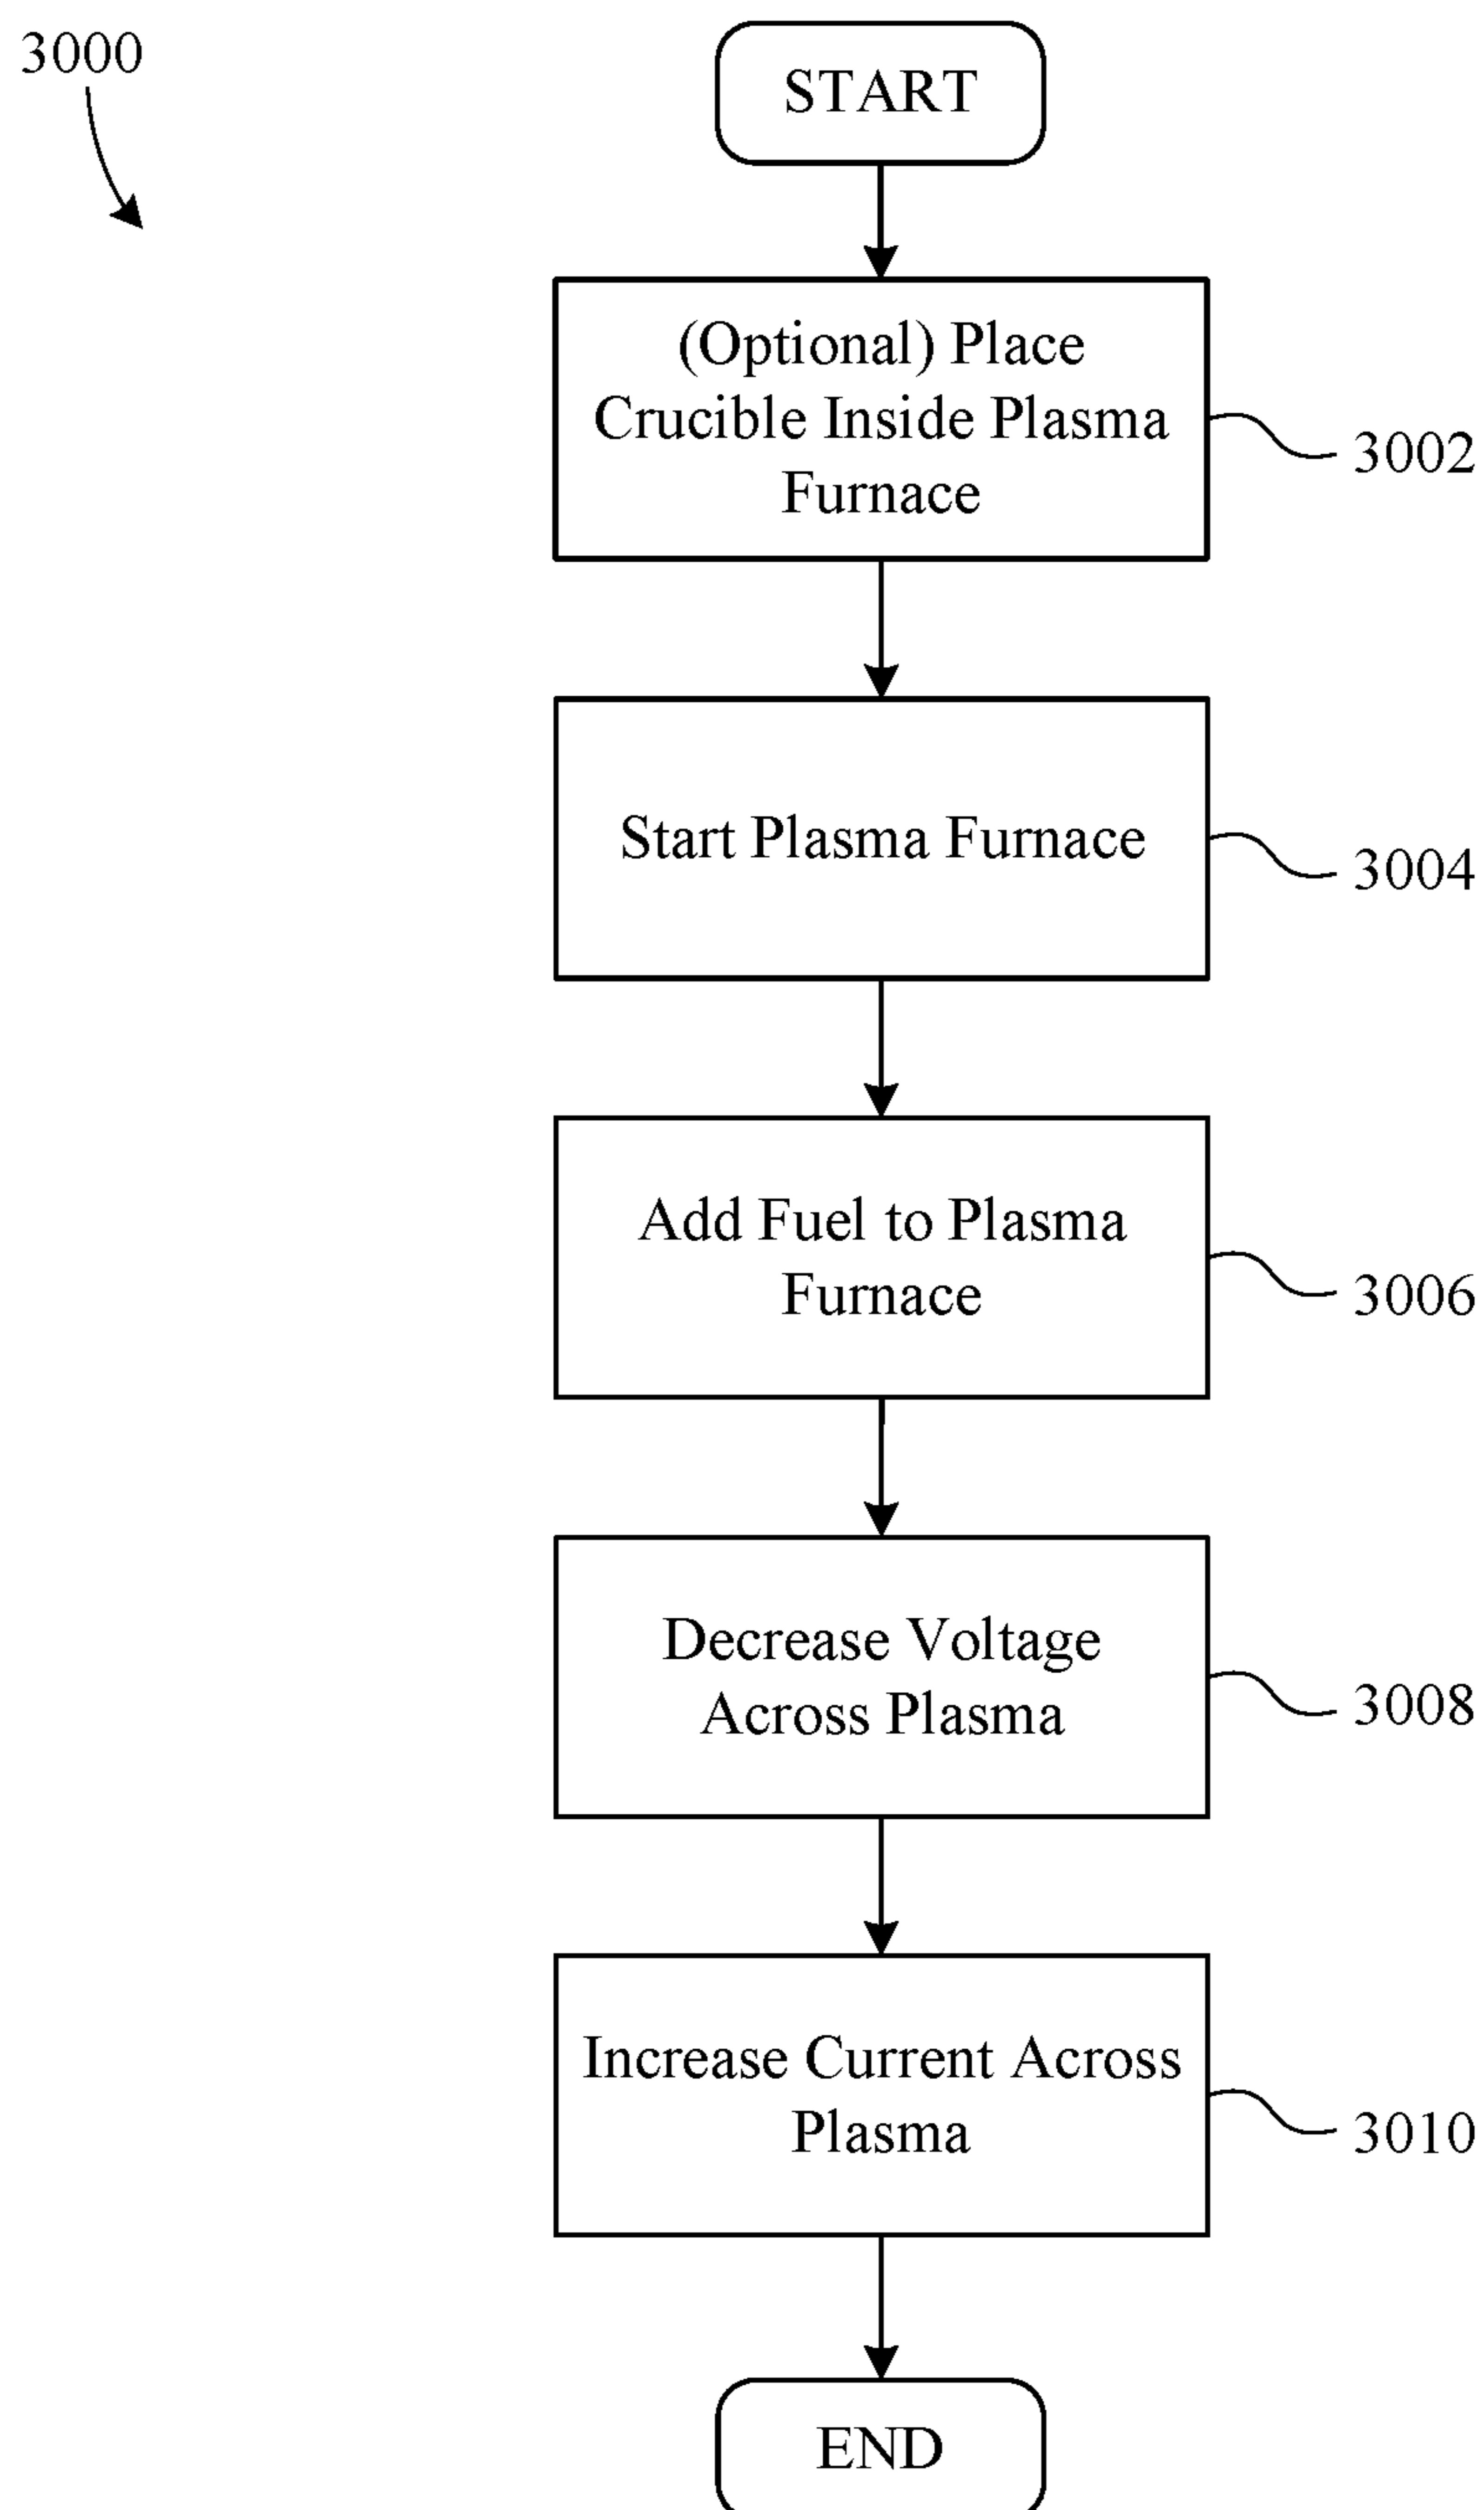 3000
START
(Optional) Place
Crucible Inside Plasma
Furnace
3002
Start Plasma Furnace
3004
Add Fuel to Plasma
Furnace
3006
Decrease Voltage
Across Plasma
3008
Increase Current Across
Plasma
3010
END